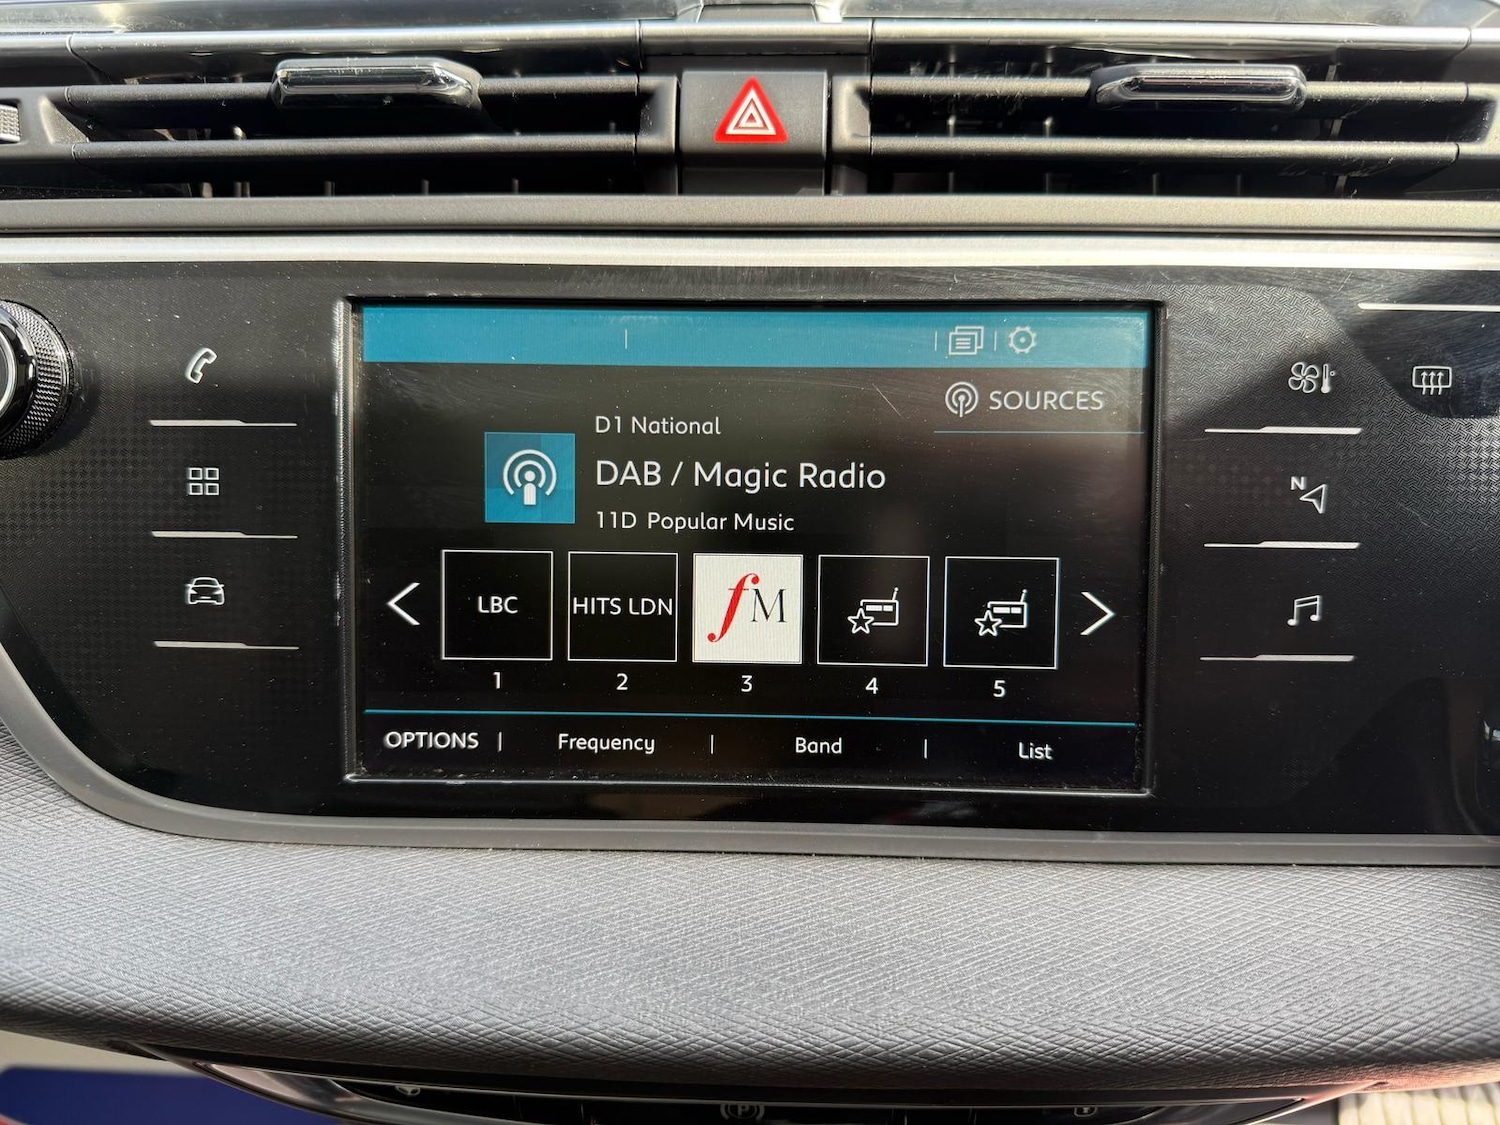 SOURCES
D1 National
DAB / Magic Radio
11D Popular Music
LBC
HITS LDN
fM
1
2
3
4
5
OPTIONS | Frequency | Band | List
N
P